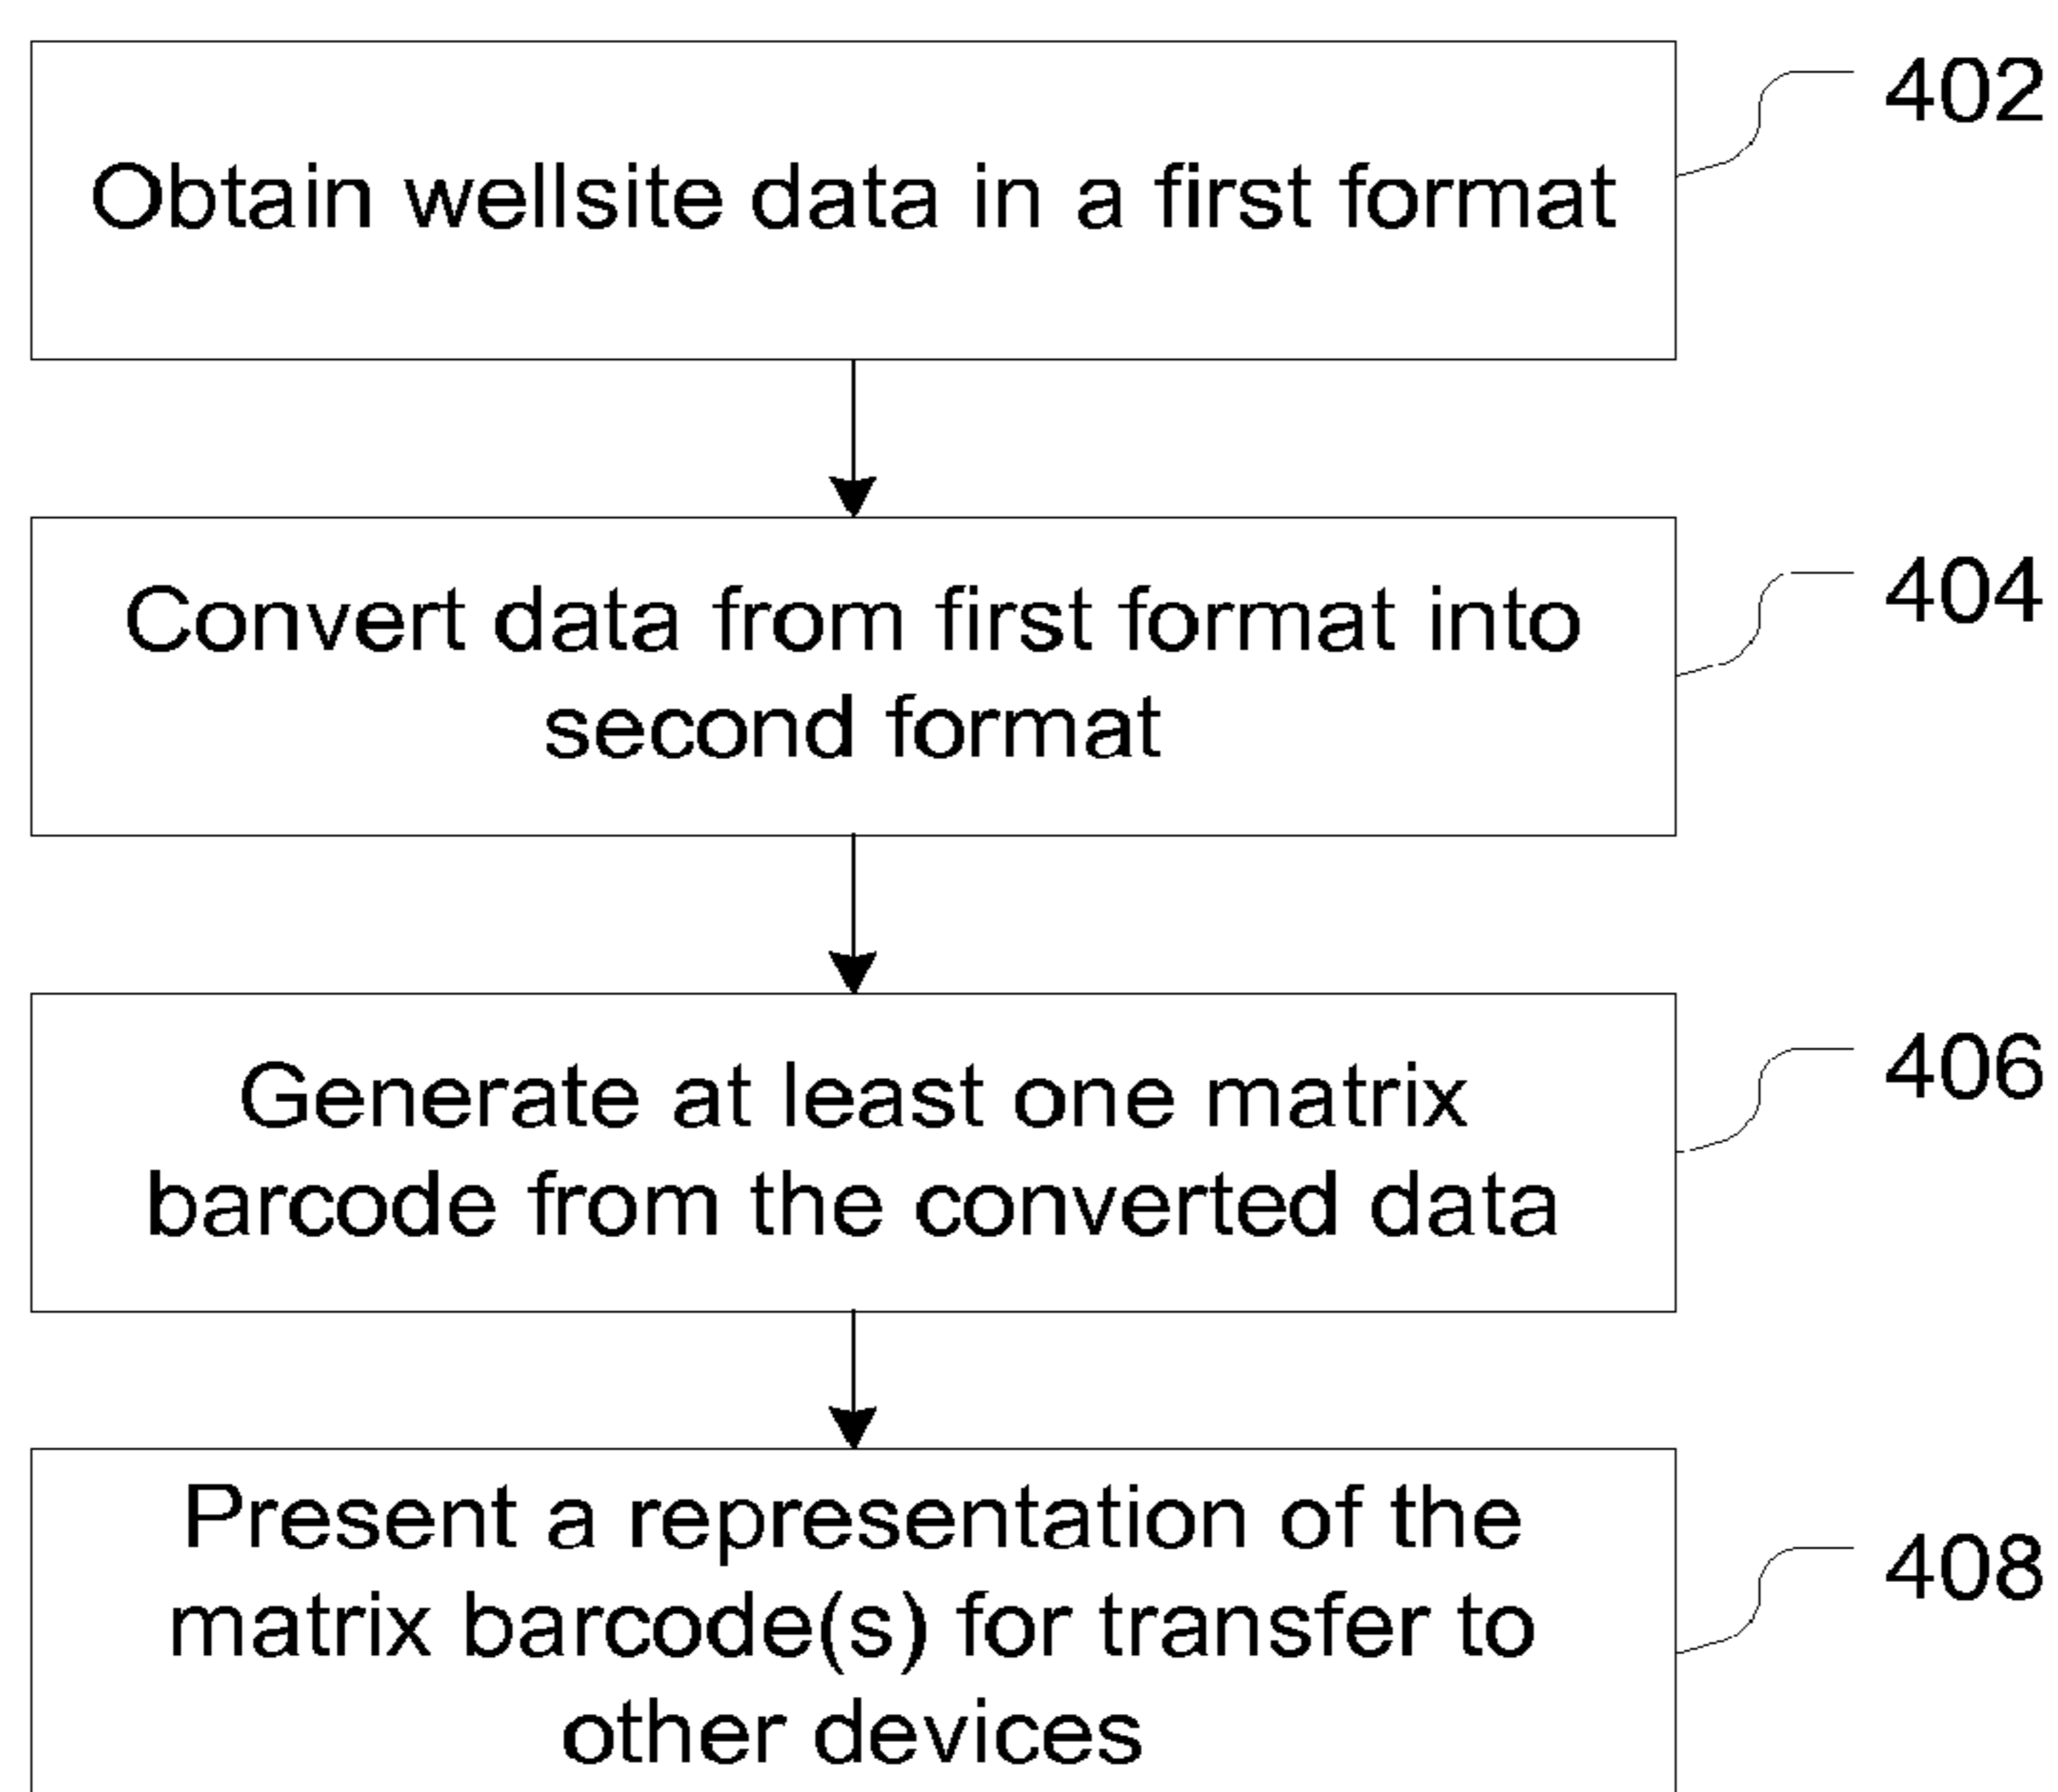 Obtain wellsite data in a first format
402
Convert data from first format into
second format
404
Generate at least one matrix
barcode from the converted data
406
Present a representation of the
matrix barcode(s) for transfer to
other devices
408